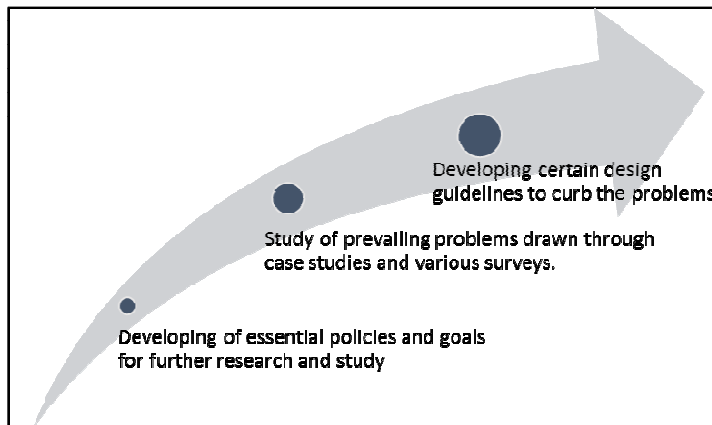 Developing certain design
guidelines to curb the problems
Study of prevailing problems drawn through
case studies and various surveys.
Developing of essential policies and goals
for further research and study